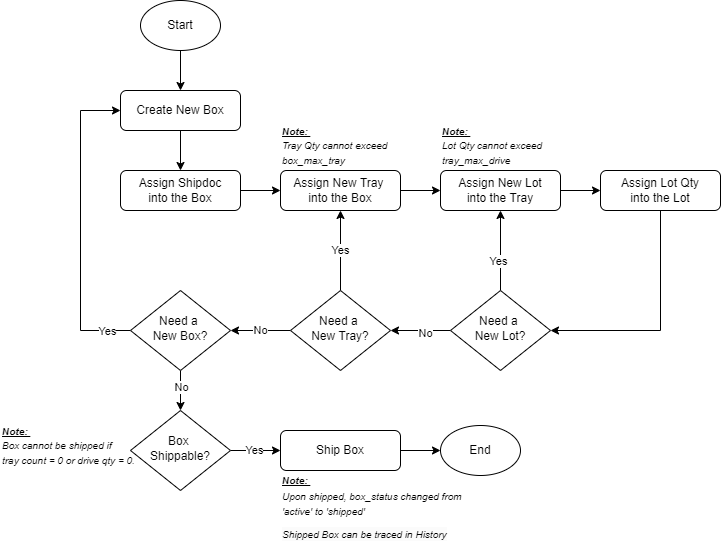 Start
Create New Box
Note:
Tray Qty cannot exceed
box_max_tray
Note:
Lot Qty cannot exceed
tray_max_drive
Assign Shipdoc
into the Box
Assign New Tray
into the Box
Assign New Lot
into the Tray
Assign Lot Qty
into the Lot
Yes
Yes
Need a
New Box?
Need a
New Tray?
Need a
New Lot?
Yes
No
No
No
Note:
Box cannot be shipped if
tray count = 0 or drive qty = 0.
Box
Shippable?
Yes
Ship Box
End
Note:
Upon shipped, box_status changed from
'active' to 'shipped'
Shipped Box can be traced in History